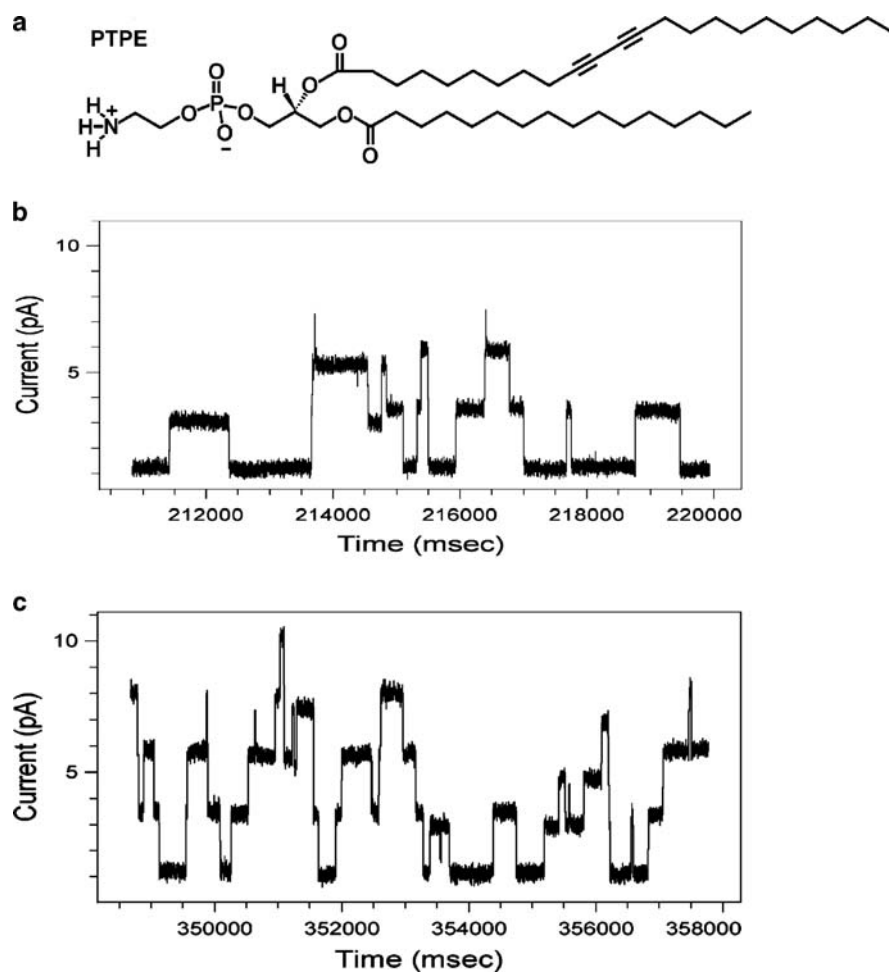 a
PTPE
O
O
H
O
O
P
O
O
H
H
N
+
H
O
−
O
O
b
10
5
Current (pA)
212000 214000 216000 218000 220000
Time (msec)
c
10
5
Current (pA)
350000 352000 354000 356000 358000
Time (msec)